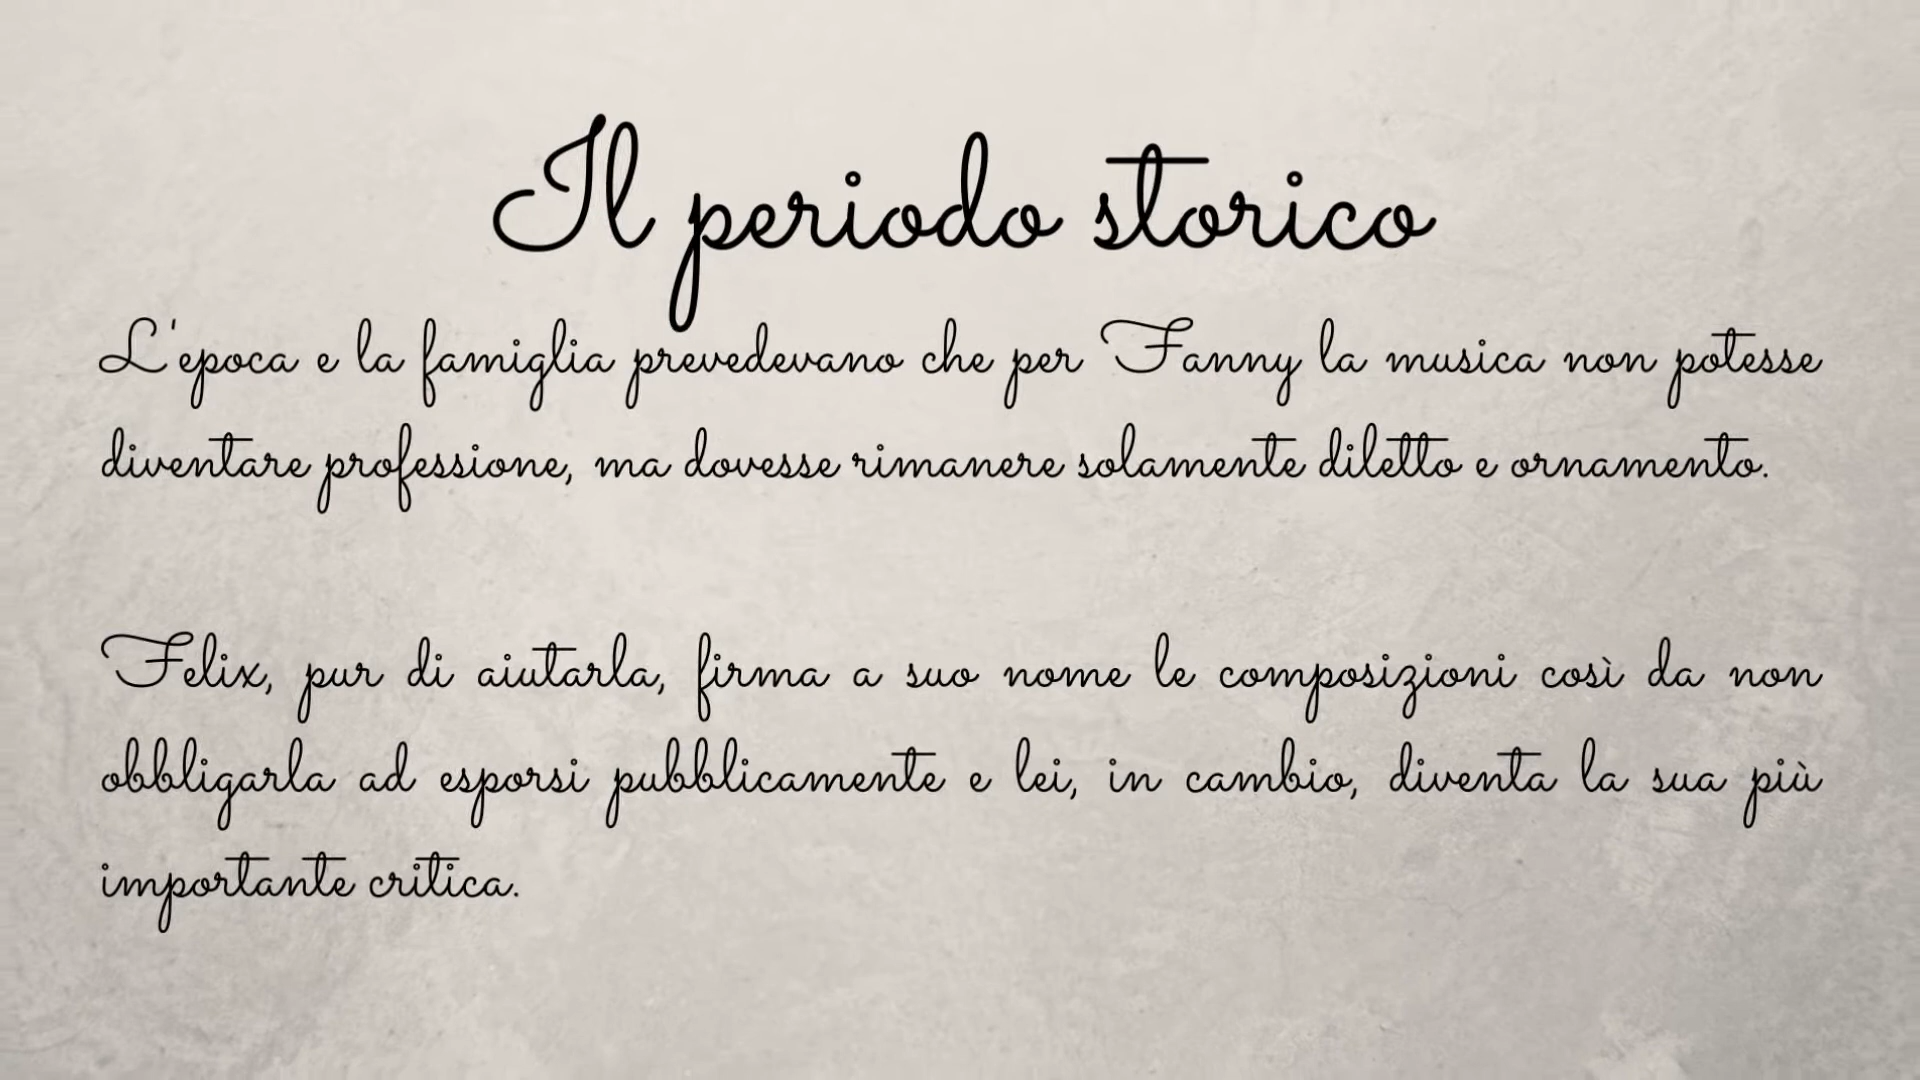 Il periodo storico
L'epoca e la famiglia prevedevano che per Fanny la musica non potesse
diventare professione, ma dovesse rimanere solamente diletto e ornamento.
Felix, pur di aiutarla, firma a suo nome le composizioni così da non
obbligarla ad esporsi pubblicamente e lei, in cambio, diventa la sua più
importante critica.